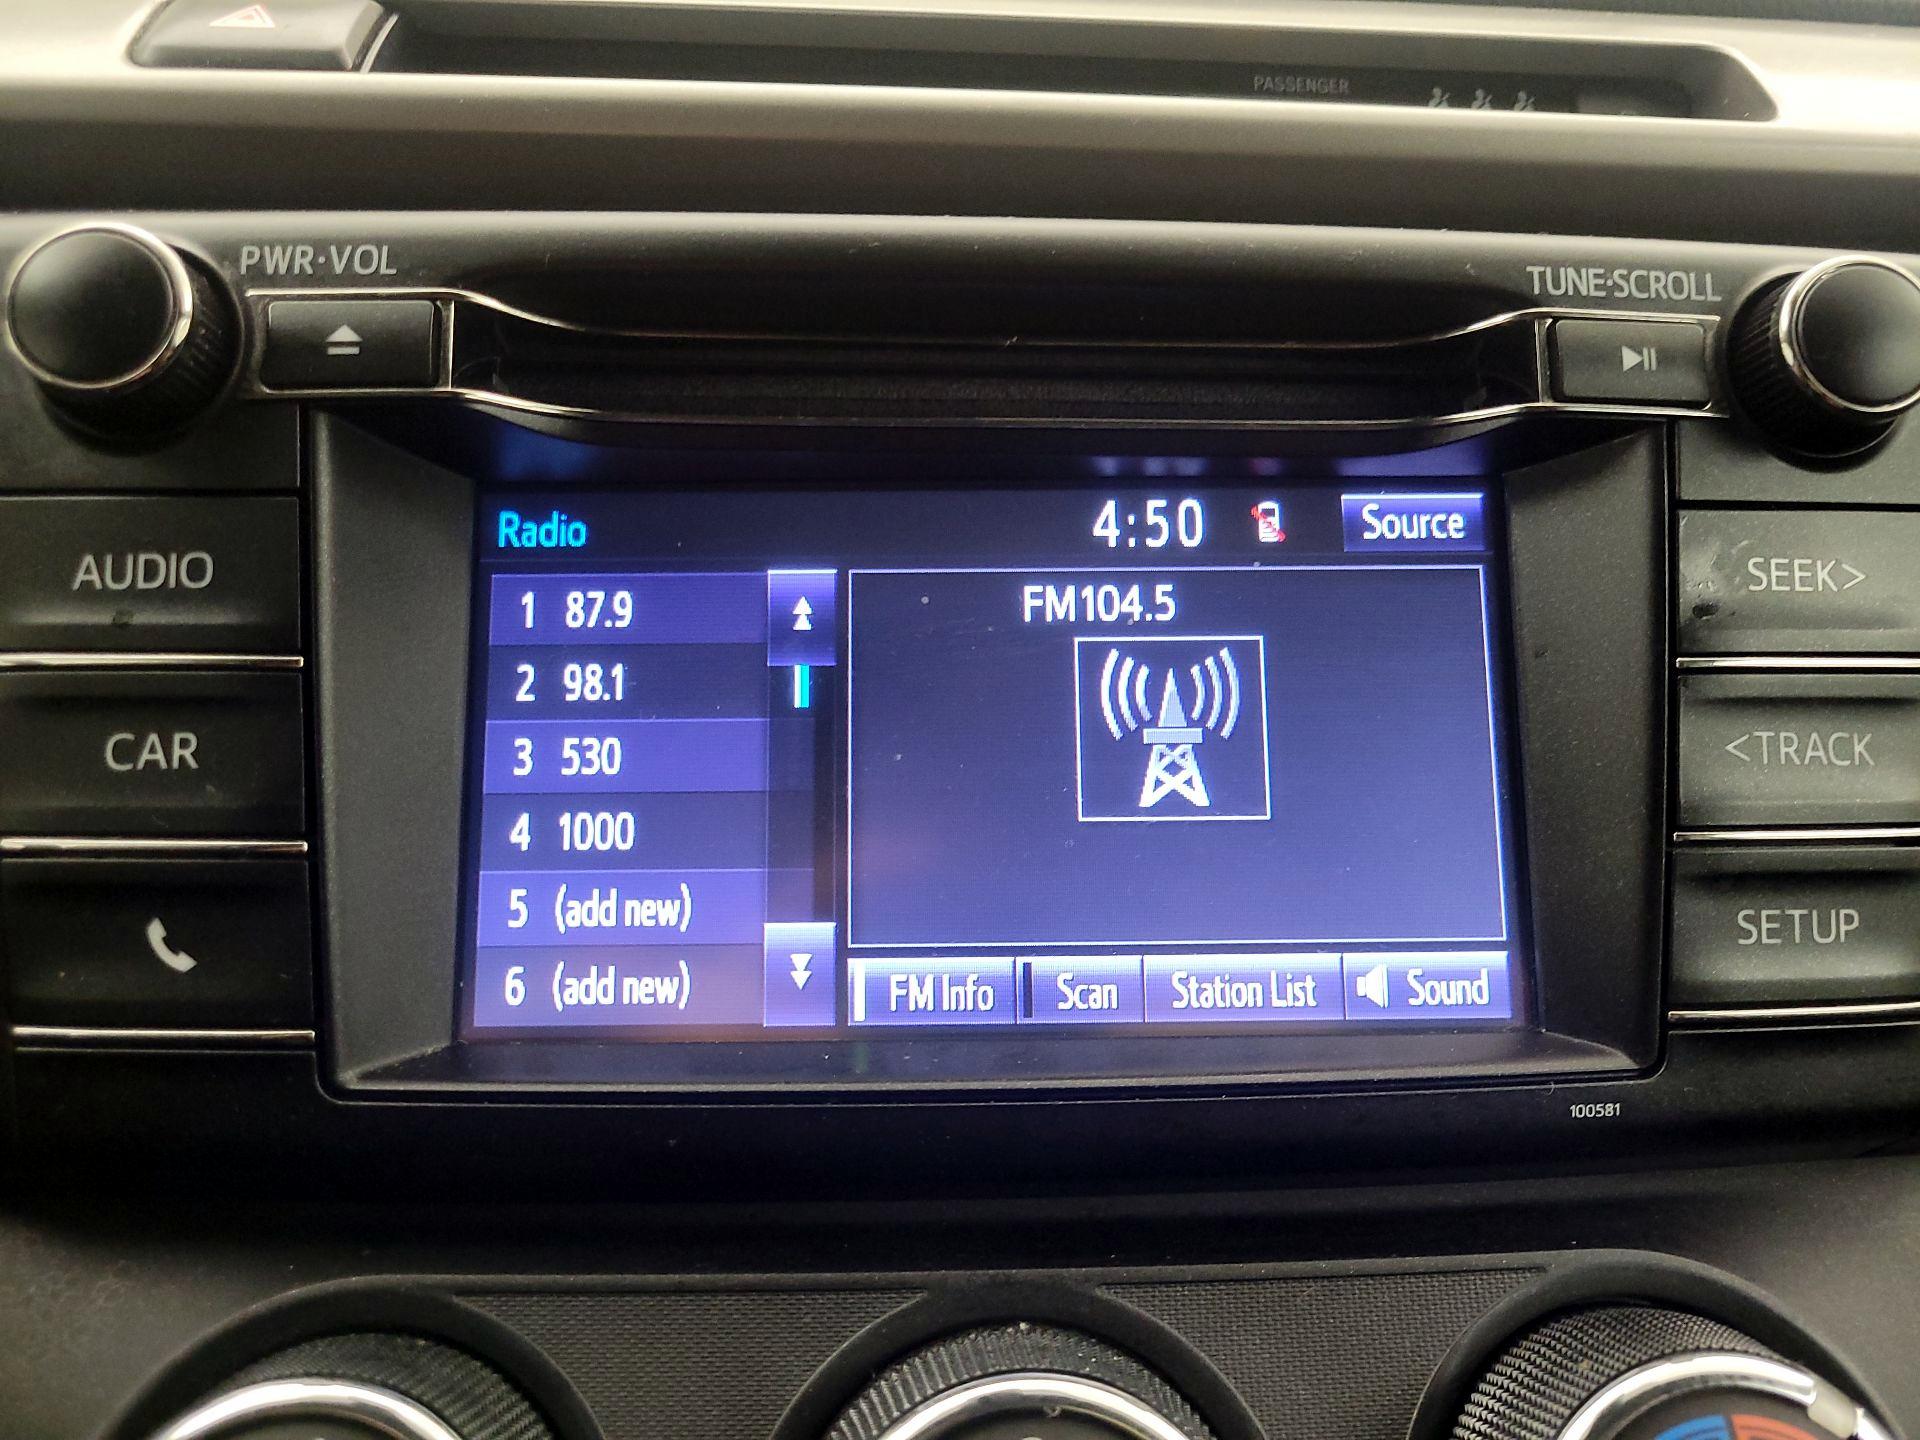 PASSENGER
PWR·VOL
TUNE·SCROLL
AUDIO
CAR
SEEK>
<TRACK
SETUP
Radio
4:50
Source
1 87.9
2 98.1
3 530
4 1000
5 (add new)
6 (add new)
FM104.5
FM Info
Scan
Station List
Sound
100581